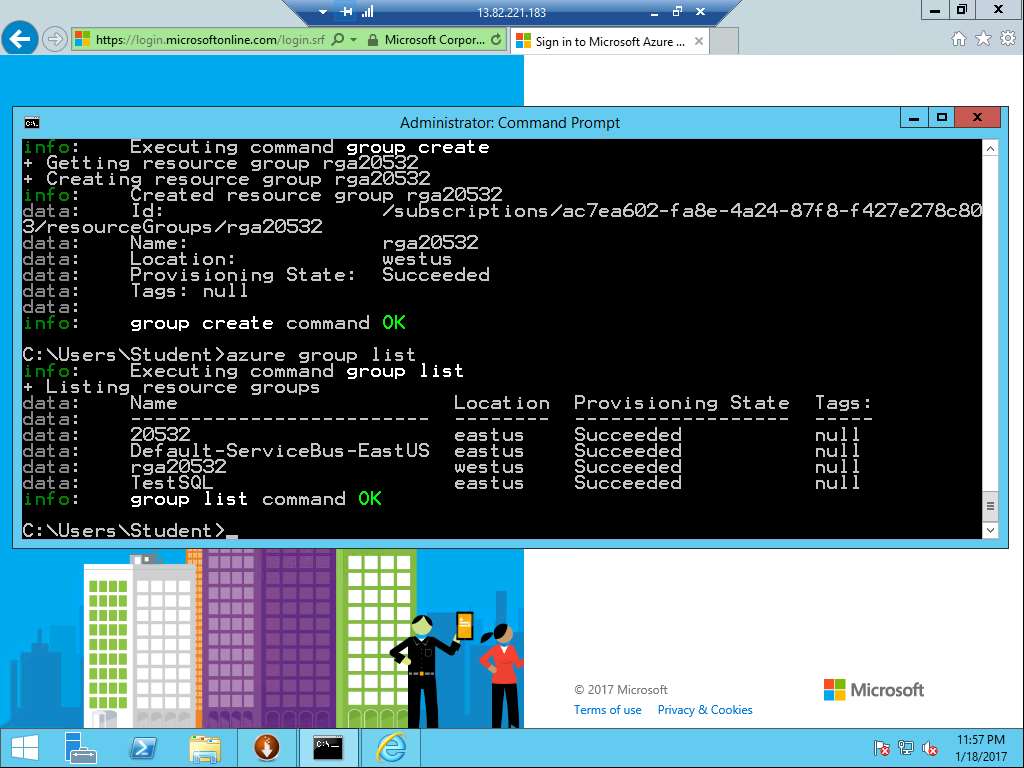 13.82.221.183
https://login.microsoftonline.com/login.srf
Microsoft Corpor...
Sign in to Microsoft Azure ...
Administrator: Command Prompt
info:    Executing command group create
+ Getting resource group rga20532
+ Creating resource group rga20532
info:    Created resource group rga20532
data:    Id:                  /subscriptions/ac7ea602-fa8e-4a24-87f8-f427e278c80
3/resourceGroups/rga20532
data:    Name:                rga20532
data:    Location:            westus
data:    Provisioning State:  Succeeded
data:    Tags: null
data:
info:    group create command OK
C:\Users\Student>azure group list
info:    Executing command group list
+ Listing resource groups
data:    Name                       Location  Provisioning State  Tags:
data:    -------------------------  --------  ------------------  -----
data:    20532                      eastus    Succeeded           null
data:    Default-ServiceBus-EastUS  eastus    Succeeded           null
data:    rga20532                   westus    Succeeded           null
data:    TestSQL                    eastus    Succeeded           null
info:    group list command OK
C:\Users\Student>_
© 2017 Microsoft
Microsoft
Terms of use    Privacy & Cookies
11:57 PM
1/18/2017